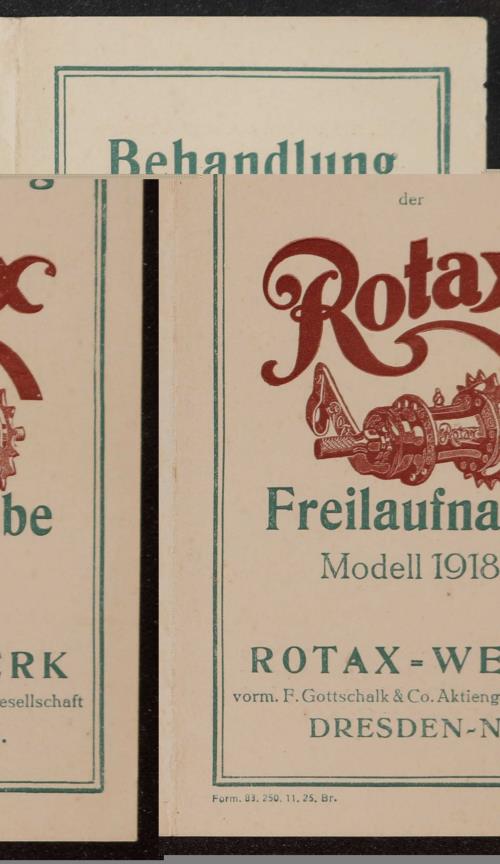 Behandlung
x
be
ERK
esellschaft
.
der
Rotax
Rotax
Freilaufna
Modell 1918
ROTAX=WE
vorm. F. Gottschalk & Co. Aktieng
DRESDEN-N
Form. 83. 250. 11. 25. Br.